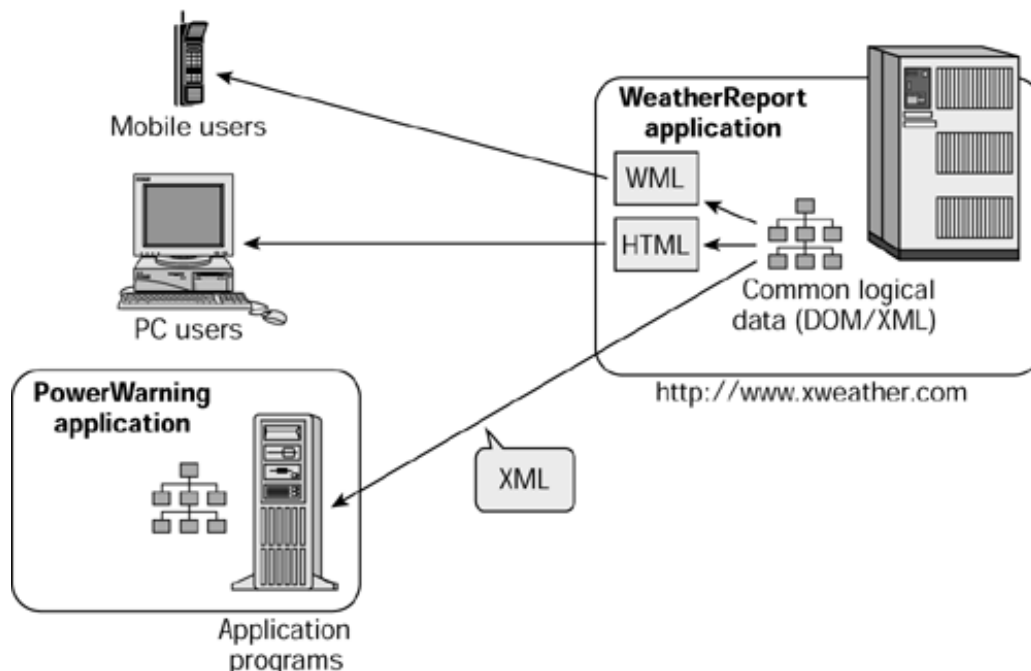 Mobile users
WeatherReport
application
WML
HTML
PC users
Common logical
data (DOM/XML)
http://www.xweather.com
PowerWarning
application
XML
Application
programs